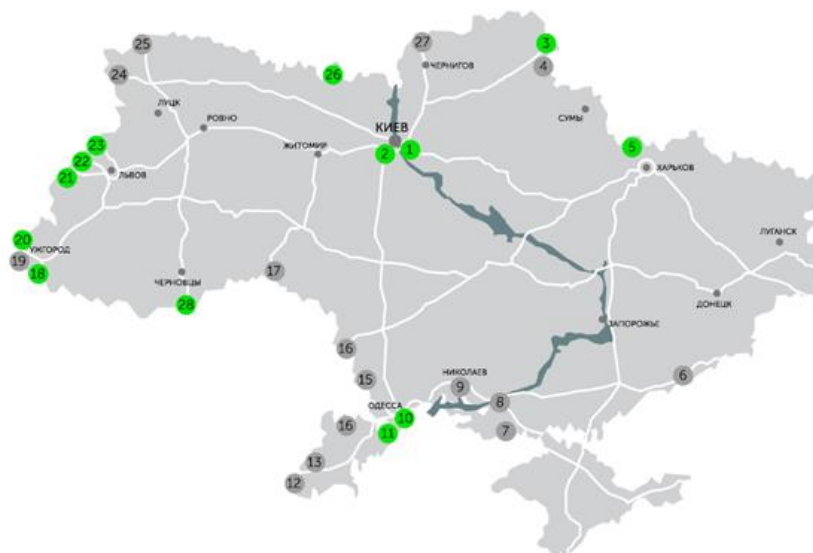 25
27
ЧЕРНИГОВ
3
4
24
26
ЛУЦК
РОВНО
СУМЫ
КИЕВ
1
2
ЖИТОМИР
5
ХАРЬКОВ
23
22
21
ЛЬВОВ
ЛУГАНСК
20
УЖГОРОД
19
18
ЧЕРНОВЦЫ
28
17
ДОНЕЦК
ЗАПОРОЖЬЕ
16
15
НИКОЛАЕВ
9
8
6
ОДЕССА
10
11
7
16
13
12